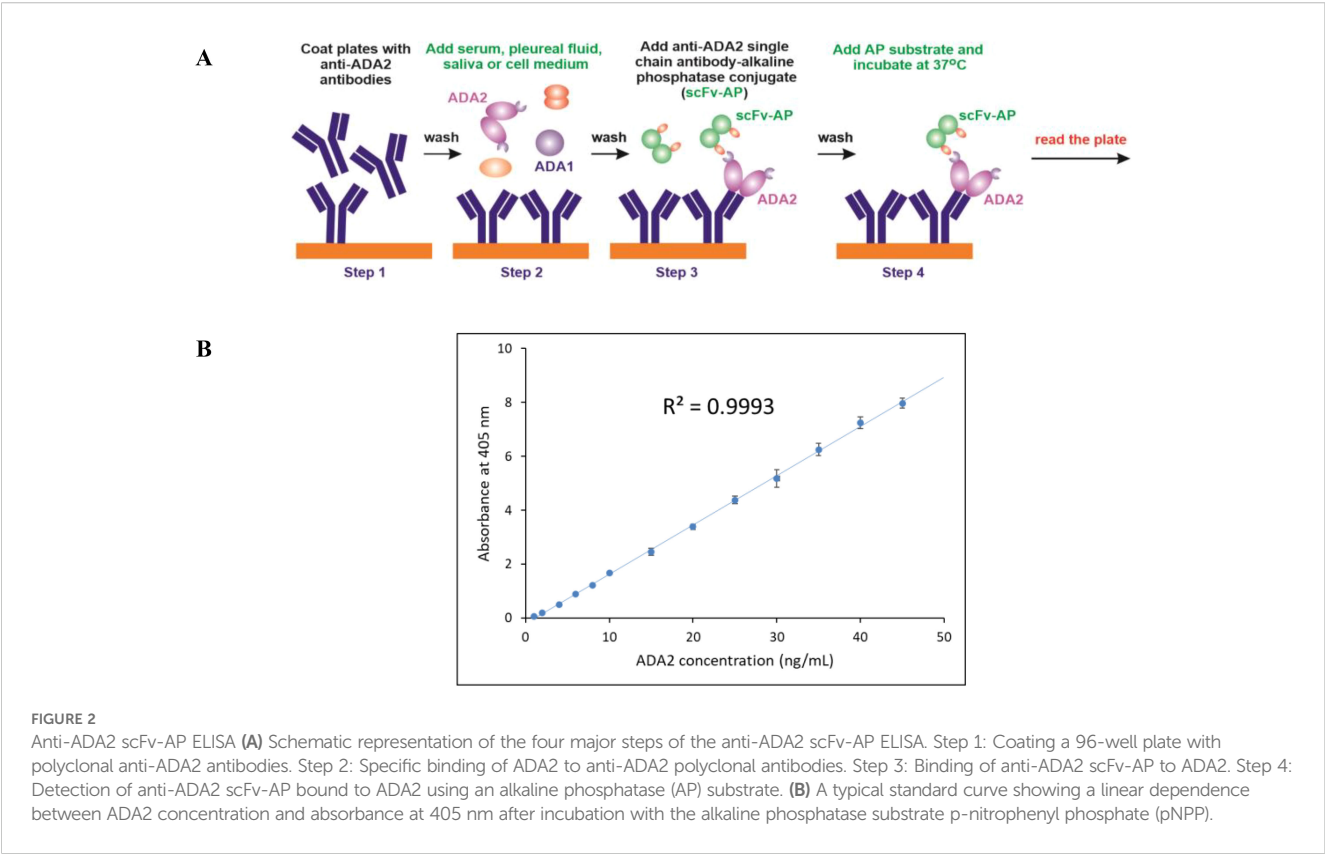 A
Coat plates with
anti-ADA2
antibodies
Add serum, pleureal fluid,
saliva or cell medium
Add anti-ADA2 single
chain antibody-alkaline
phosphatase conjugate
(scFv-AP)
Add AP substrate and
incubate at 37ºC
ADA2
scFv-AP
scFv-AP
wash
wash
wash
read the plate
ADA1
ADA2
ADA2
Step 1
Step 2
Step 3
Step 4
B
10
8
6
4
2
0
Absorbance at 405 nm
R² = 0.9993
0
10
20
30
40
50
ADA2 concentration (ng/mL)
FIGURE 2
Anti-ADA2 scFv-AP ELISA (A) Schematic representation of the four major steps of the anti-ADA2 scFv-AP ELISA. Step 1: Coating a 96-well plate with
polyclonal anti-ADA2 antibodies. Step 2: Specific binding of ADA2 to anti-ADA2 polyclonal antibodies. Step 3: Binding of anti-ADA2 scFv-AP to ADA2. Step 4:
Detection of anti-ADA2 scFv-AP bound to ADA2 using an alkaline phosphatase (AP) substrate. (B) A typical standard curve showing a linear dependence
between ADA2 concentration and absorbance at 405 nm after incubation with the alkaline phosphatase substrate p-nitrophenyl phosphate (pNPP).